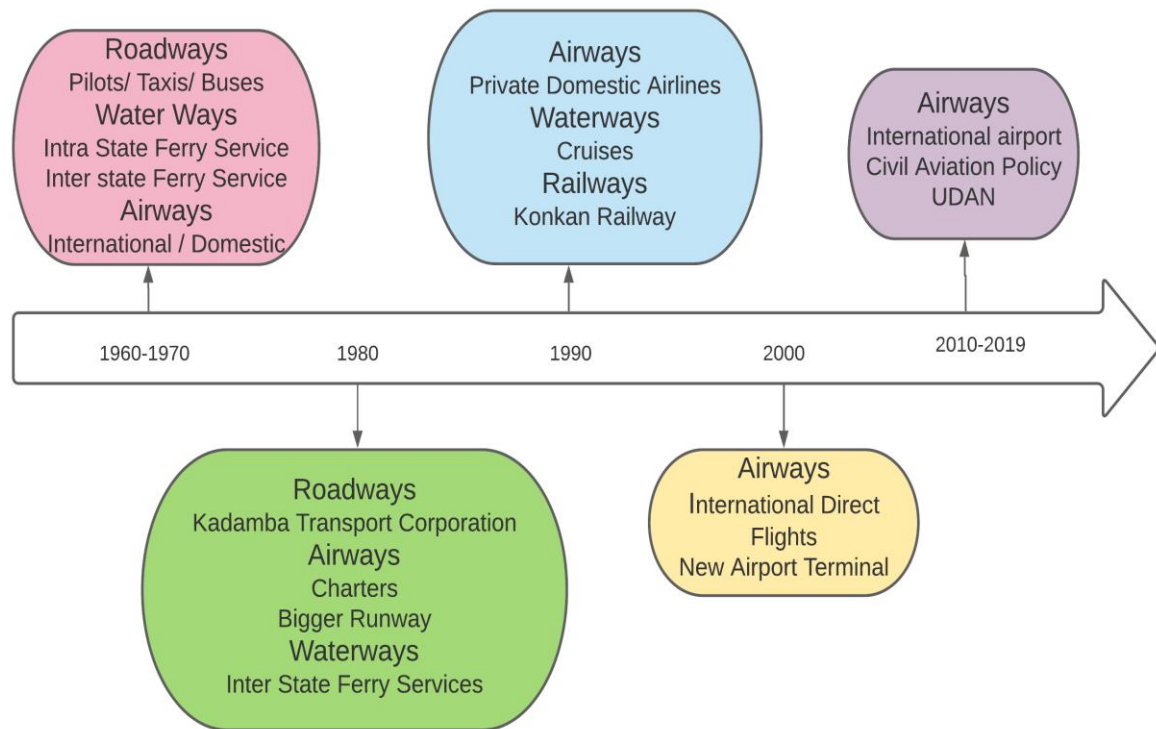 Roadways
Pilots/ Taxis/ Buses
Water Ways
Intra State Ferry Service
Inter state Ferry Service
Airways
International / Domestic
Airways
Private Domestic Airlines
Waterways
Cruises
Railways
Konkan Railway
Airways
International airport
Civil Aviation Policy
UDAN
1960-1970
1980
1990
2000
2010-2019
Roadways
Kadamba Transport Corporation
Airways
Charters
Bigger Runway
Waterways
Inter State Ferry Services
Airways
International Direct
Flights
New Airport Terminal